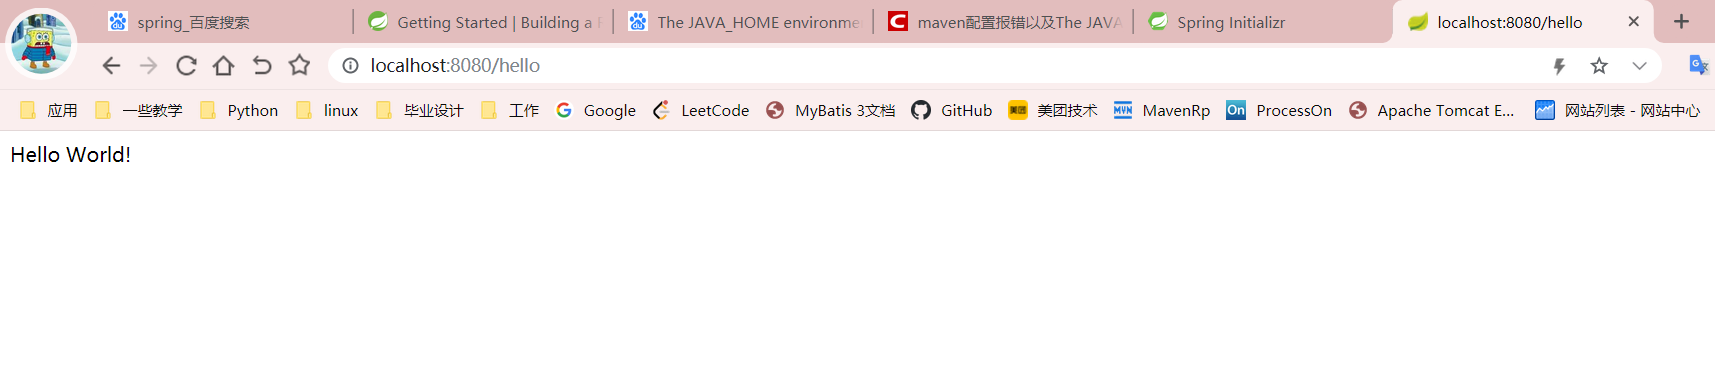 spring_百度搜索 Getting Started | Building a F The JAVA_HOME environme maven配置报错以及The JAVA Spring Initializr localhost:8080/hello
localhost:8080/hello
应用 一些教学 Python linux 毕业设计 工作 Google LeetCode MyBatis 3文档 GitHub 美团技术 MavenRp ProcessOn Apache Tomcat E... 网站列表 - 网站中心
Hello World!